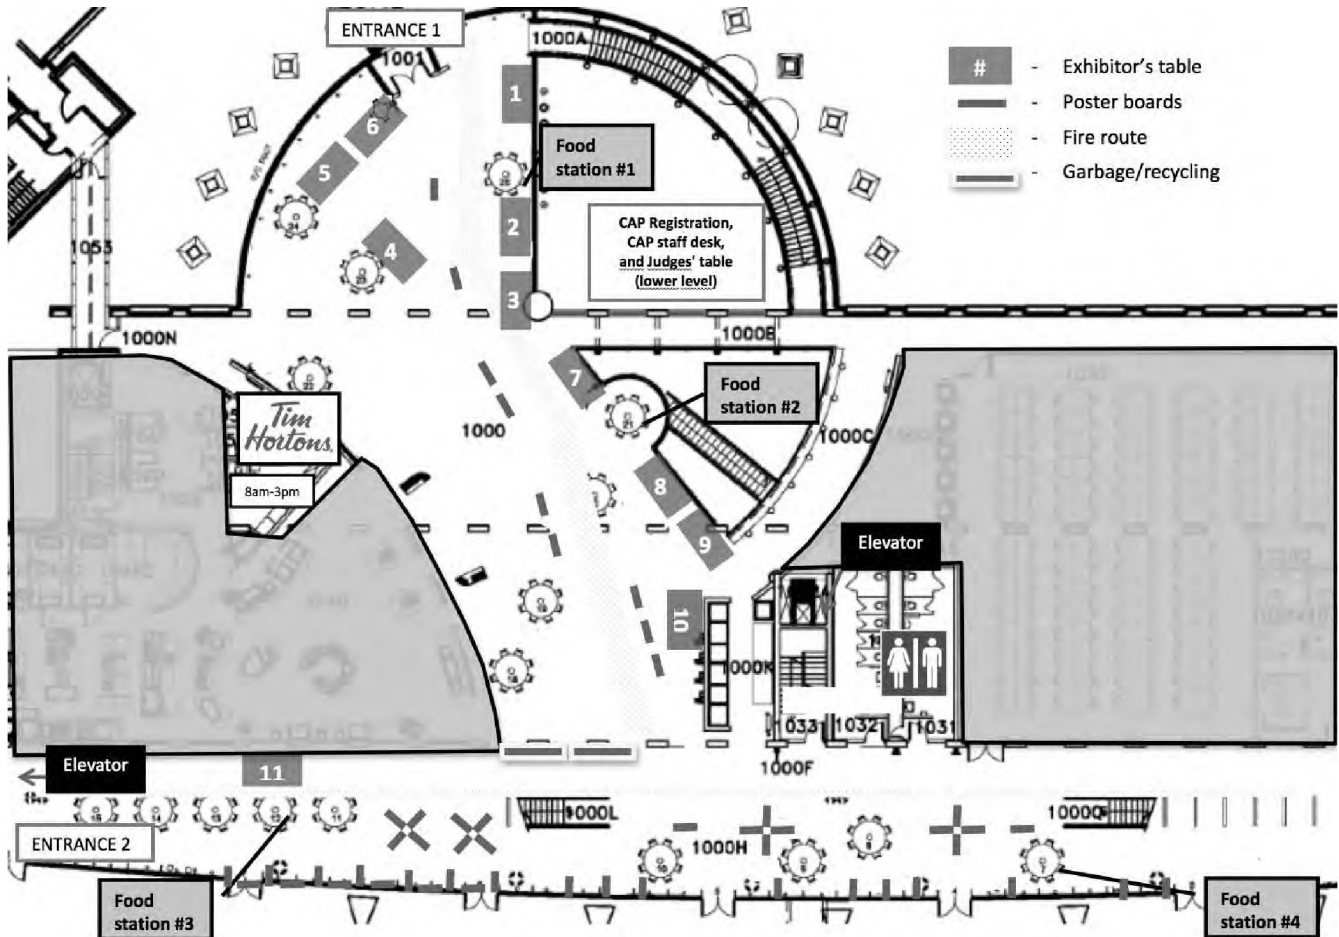 ENTRANCE 1
1001
1000A
# - Exhibitor's table
- Poster boards
- Fire route
- Garbage/recycling
1
6
Food
station #1
5
2
CAP Registration,
CAP staff desk,
and Judges' table
(lower level)
4
3
1053
1000N
1000B
7
Food
station #2
Tim
Hortons
8am-3pm
1000
1000C
8
9
Elevator
10
1000K
1033
1032
1031
1000F
Elevator
11
1000L
1000H
ENTRANCE 2
Food
station #3
Food
station #4